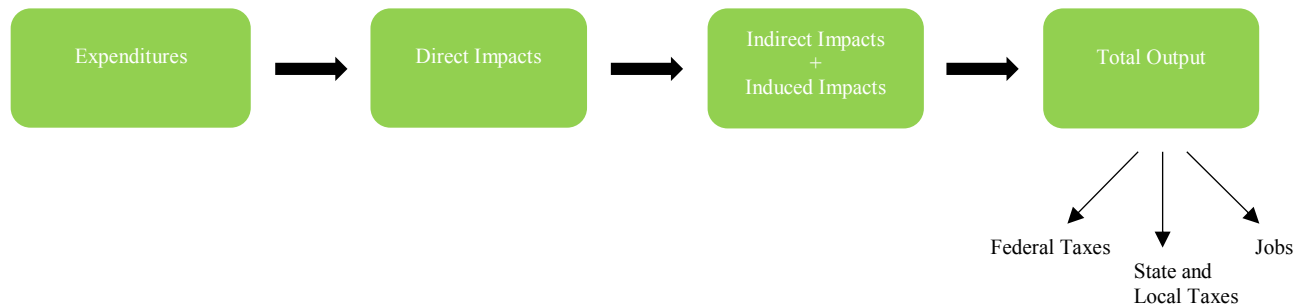 Expenditures
Direct Impacts
Indirect Impacts
+
Induced Impacts
Total Output
Federal Taxes
State and
Local Taxes
Jobs